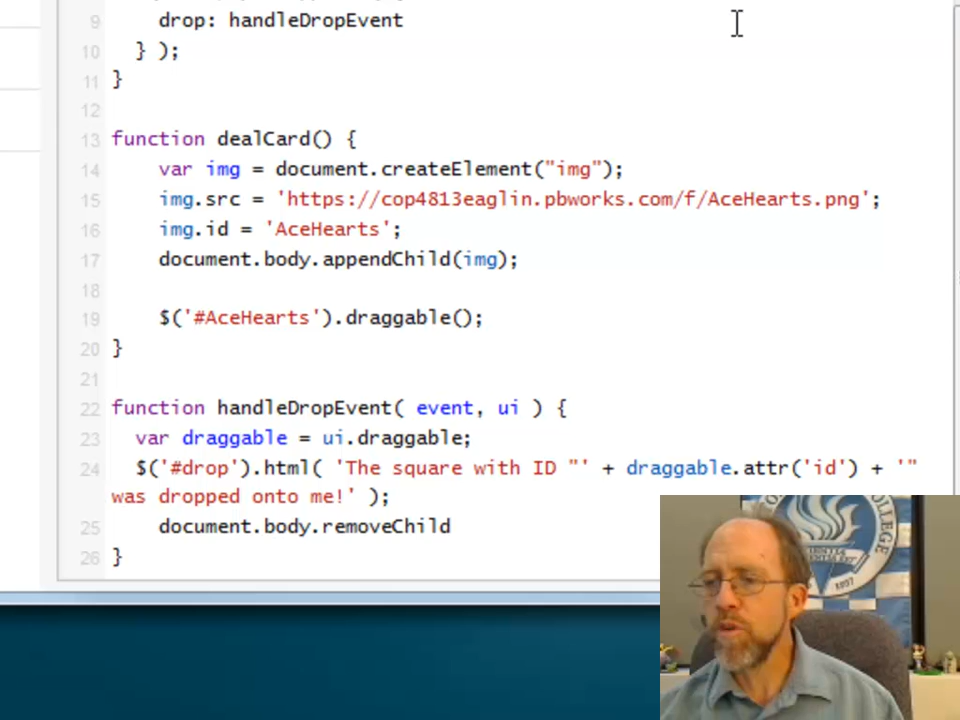 9 drop: handleDropEvent
10 } );
11 }
12
13 function dealCard() {
14 var img = document.createElement("img");
15 img.src = 'https://cop4813eaglin.pbworks.com/f/AceHearts.png';
16 img.id = 'AceHearts';
17 document.body.appendChild(img);
18
19 $('#AceHearts').draggable();
20 }
21
22 function handleDropEvent( event, ui ) {
23 var draggable = ui.draggable;
24 $('#drop').html( 'The square with ID "' + draggable.attr('id') + '"
was dropped onto me!' );
25 document.body.removeChild
26 }
COLLEGE
1957